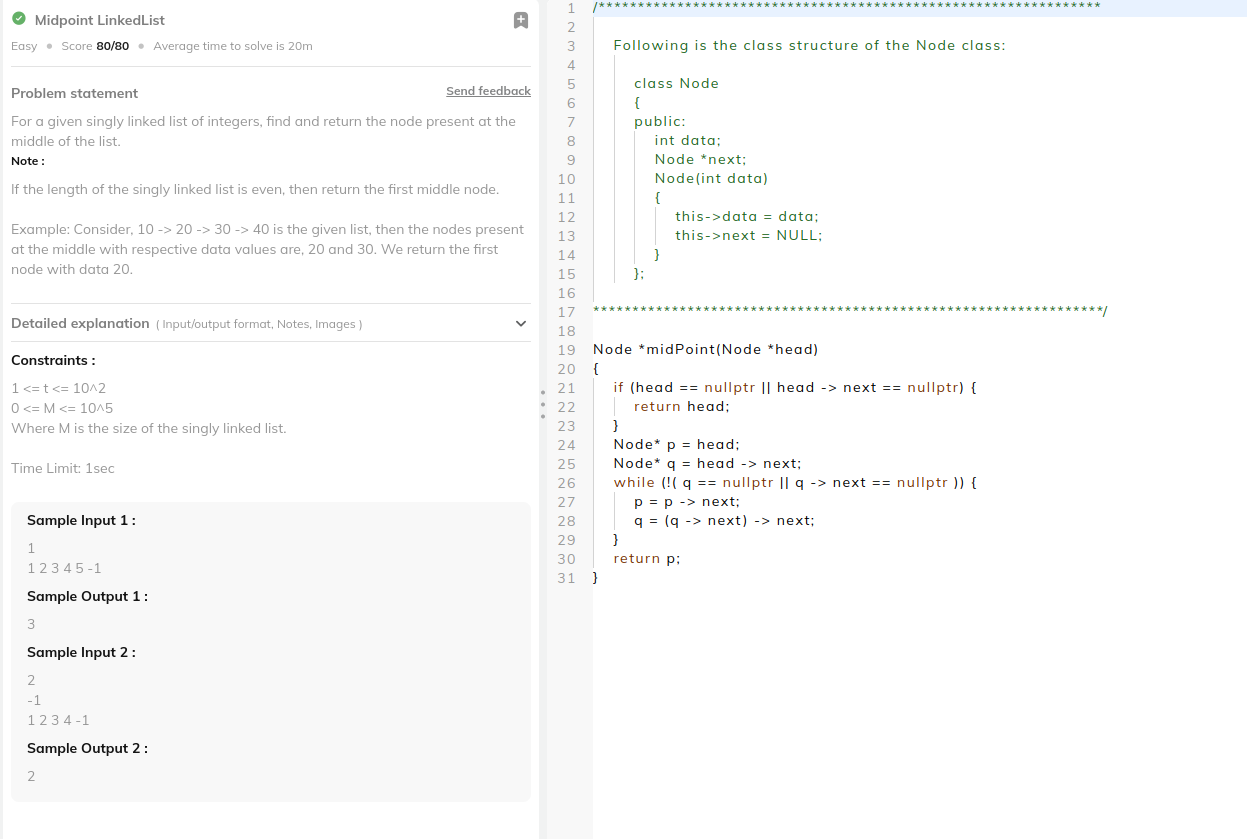 Midpoint LinkedList
Easy • Score 80/80 • Average time to solve is 20m
Problem statement
Send feedback
For a given singly linked list of integers, find and return the node present at the
middle of the list.
Note :
If the length of the singly linked list is even, then return the first middle node.
Example: Consider, 10 -> 20 -> 30 -> 40 is the given list, then the nodes present
at the middle with respective data values are, 20 and 30. We return the first
node with data 20.
Detailed explanation ( Input/output format, Notes, Images )
Constraints :
1 <= t <= 10^2
0 <= M <= 10^5
Where M is the size of the singly linked list.
Time Limit: 1sec
Sample Input 1 :
1
1 2 3 4 5 -1
Sample Output 1 :
3
Sample Input 2 :
2
-1
1 2 3 4 -1
Sample Output 2 :
2
1 /****************************************************************
2
3 Following is the class structure of the Node class:
4
5 class Node
6 {
7 public:
8 int data;
9 Node *next;
10 Node(int data)
11 {
12 this->data = data;
13 this->next = NULL;
14 }
15 };
16
17 *****************************************************************/
18
19 Node *midPoint(Node *head)
20 {
21 if (head == nullptr || head -> next == nullptr) {
22 return head;
23 }
24 Node* p = head;
25 Node* q = head -> next;
26 while (!( q == nullptr || q -> next == nullptr )) {
27 p = p -> next;
28 q = (q -> next) -> next;
29 }
30 return p;
31 }